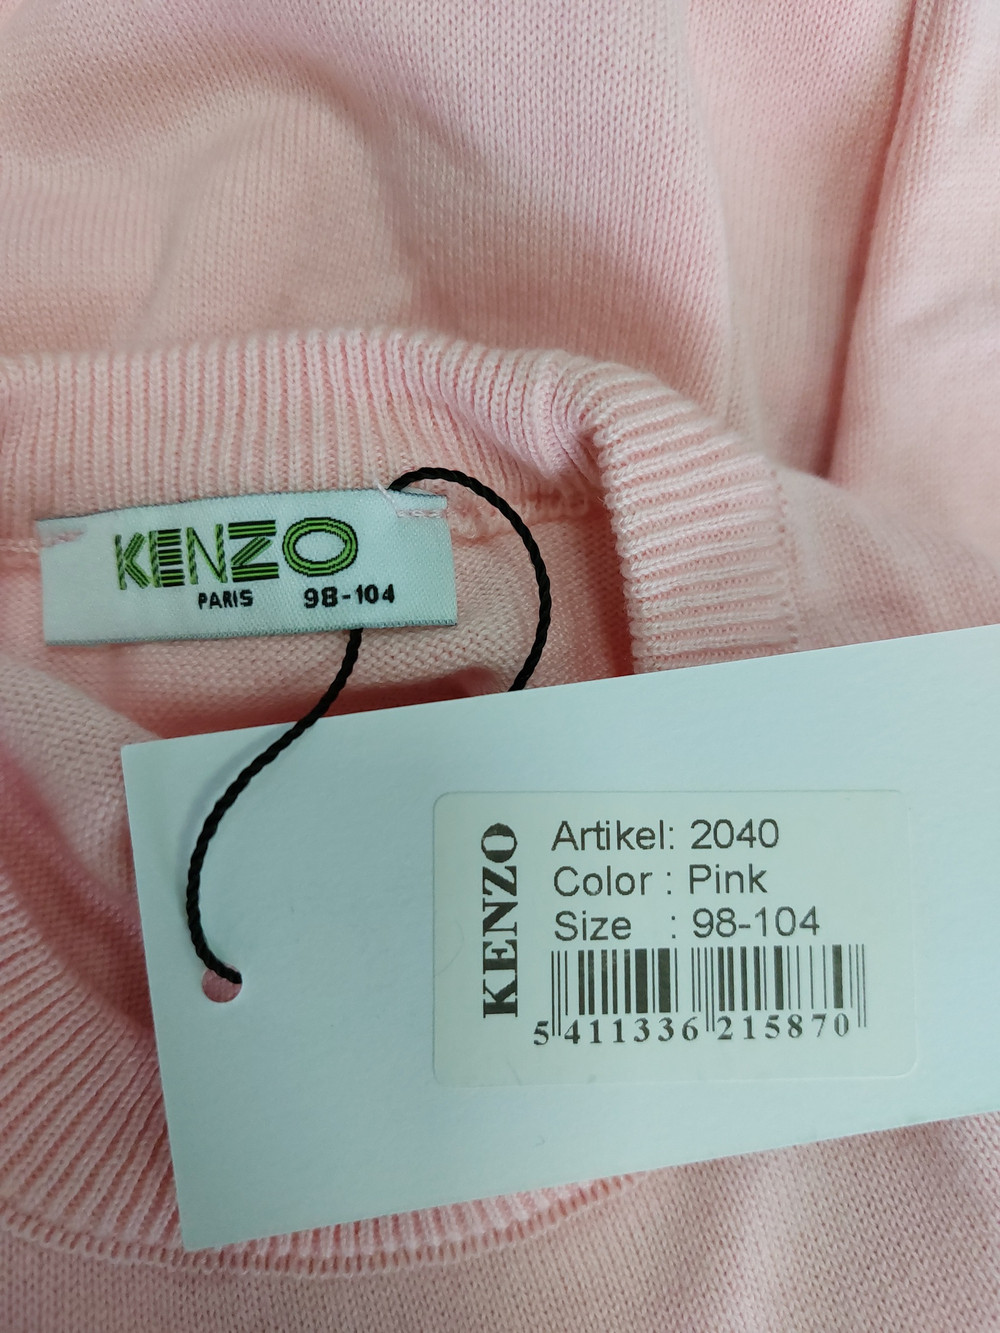 KENZO
PARIS 98-104
KENZO
Artikel: 2040
Color : Pink
Size : 98-104
5 411336 215870